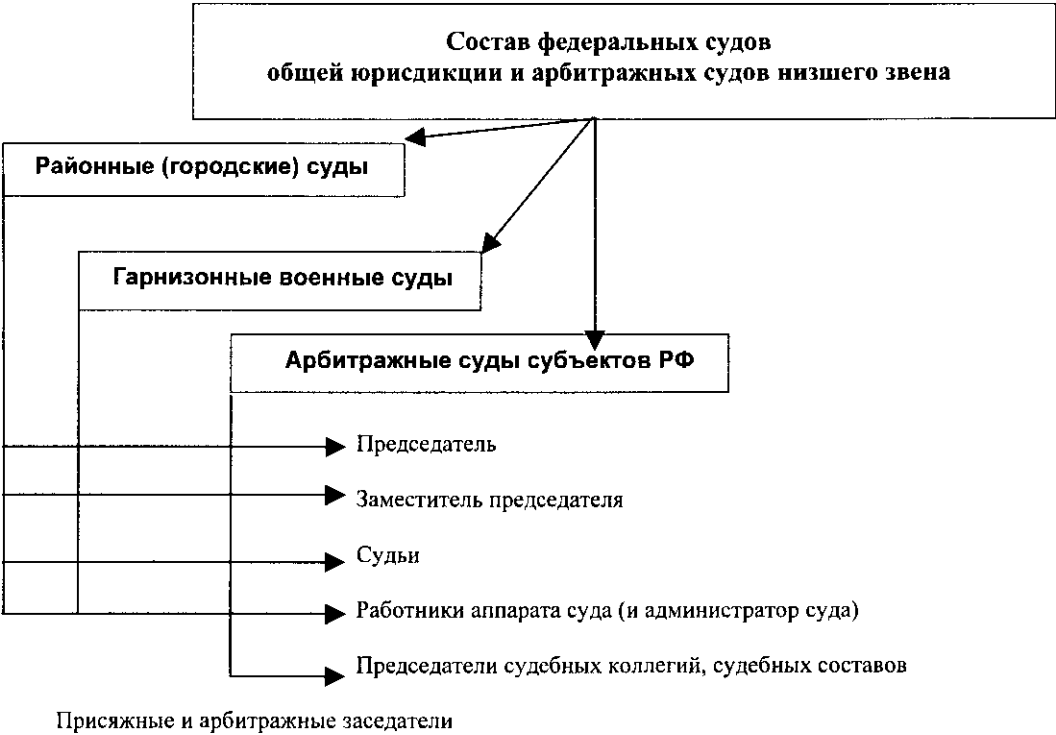 Состав федеральных судов
общей юрисдикции и арбитражных судов низшего звена
Районные (городские) суды
Гарнизонные военные суды
Арбитражные суды субъектов РФ
Председатель
Заместитель председателя
Судьи
Работники аппарата суда (и администратор суда)
Председатели судебных коллегий, судебных составов
Присяжные и арбитражные заседатели